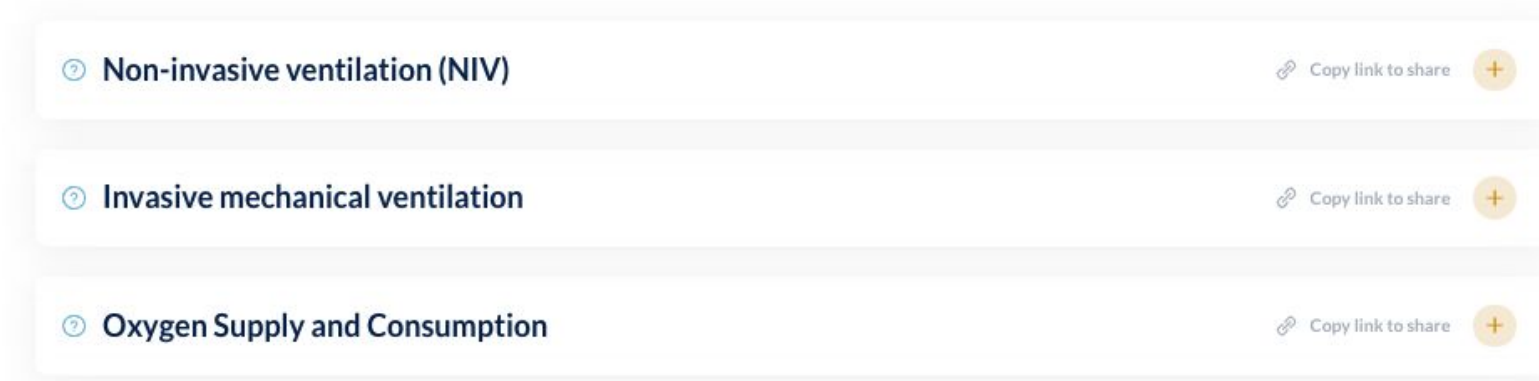 Non-invasive ventilation (NIV) Copy link to share +
Invasive mechanical ventilation Copy link to share +
Oxygen Supply and Consumption Copy link to share +